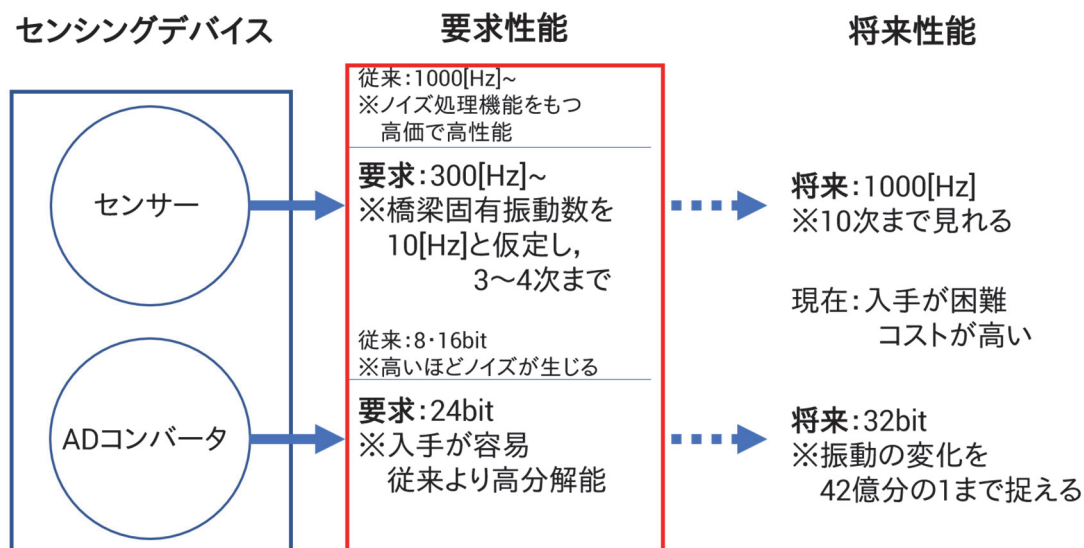 センシングデバイス
要求性能
将来性能
センサー
従来:1000[Hz]~
※ノイズ処理機能をもつ
高価で高性能
要求:300[Hz]~
※橋梁固有振動数を
10[Hz]と仮定し,
3～4次まで
将来:1000[Hz]
※10次まで見れる
現在:入手が困難
コストが高い
ADコンバータ
従来:8・16bit
※高いほどノイズが生じる
要求:24bit
※入手が容易
従来より高分解能
将来:32bit
※振動の変化を
42億分の1まで捉える